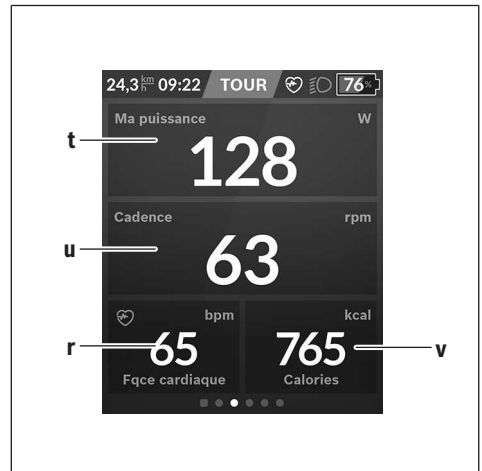 24,3 km/h 09:22 TOUR 76%
Ma puissance W
t
128
Cadence rpm
u
63
bpm kcal
r 65 765 v
Fqce cardiaque Calories